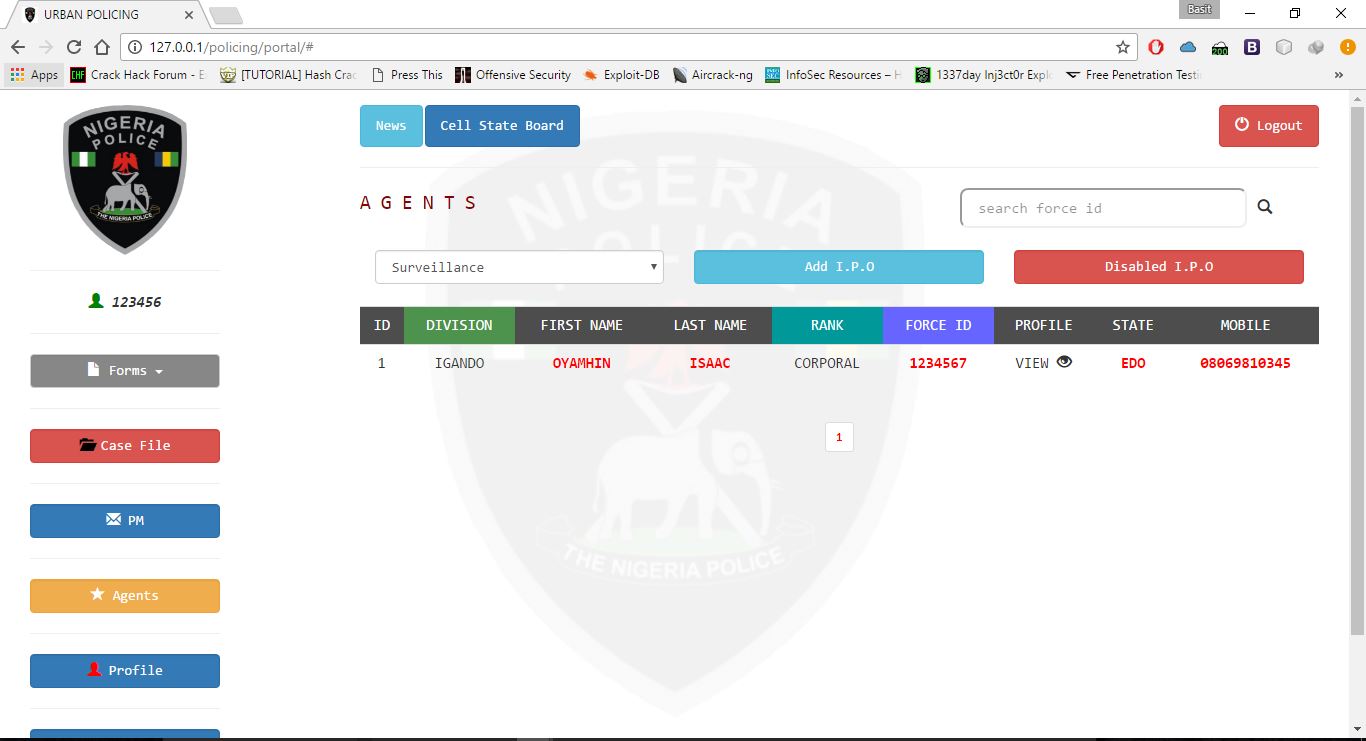 URBAN POLICING
Basit
127.0.0.1/policing/portal/#
200
B
Apps
CHF
Crack Hack Forum - E
[TUTORIAL] Hash Crac
Press This
Offensive Security
Exploit-DB
Aircrack-ng
InfoSec Resources – H
1337day Inj3ct0r Explo
Free Penetration Testin
»
NIGERIA
POLICE
THE NIGERIA POLICE
123456
Forms
Case File
PM
Agents
Profile
News
Cell State Board
Logout
AGENTS
search force id
Surveillance
Add I.P.O
Disabled I.P.O
ID DIVISION FIRST NAME LAST NAME RANK FORCE ID PROFILE STATE MOBILE
1 IGANDO OYAMHIN ISAAC CORPORAL 1234567 VIEW EDO 08069810345
1
NIGERIA
POLICE
THE NIGERIA POLICE